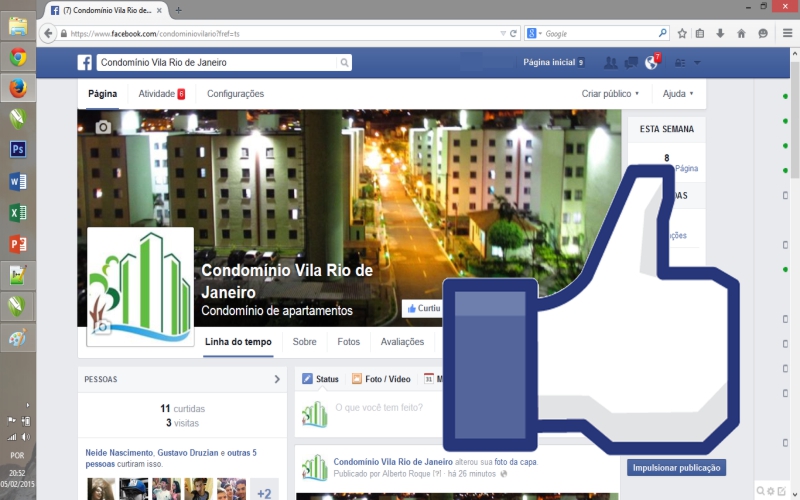 (7) Condomínio Vila Rio de...
https://www.facebook.com/condominiovilario?fref=ts
Google
Condomínio Vila Rio de Janeiro
Página inicial 9
7
Página
Atividade 6
Configurações
Criar público
Ajuda
ESTA SEMANA
8
Página
DAS
ções
Condomínio Vila Rio de
Janeiro
Condomínio de apartamentos
Curtiu
Linha do tempo
Sobre
Fotos
Avaliações
PESSOAS
11 curtidas
3 visitas
Neide Nascimento, Gustavo Druzian e outras 5
pessoas curtiram isso.
+2
Status
Foto / Vídeo
31 M
O que você tem feito?
Condomínio Vila Rio de Janeiro alterou sua foto da capa.
Publicado por Alberto Roque [?] · há 26 minutos
Impulsionar publicação
Ps
POR
20:52
05/02/2015